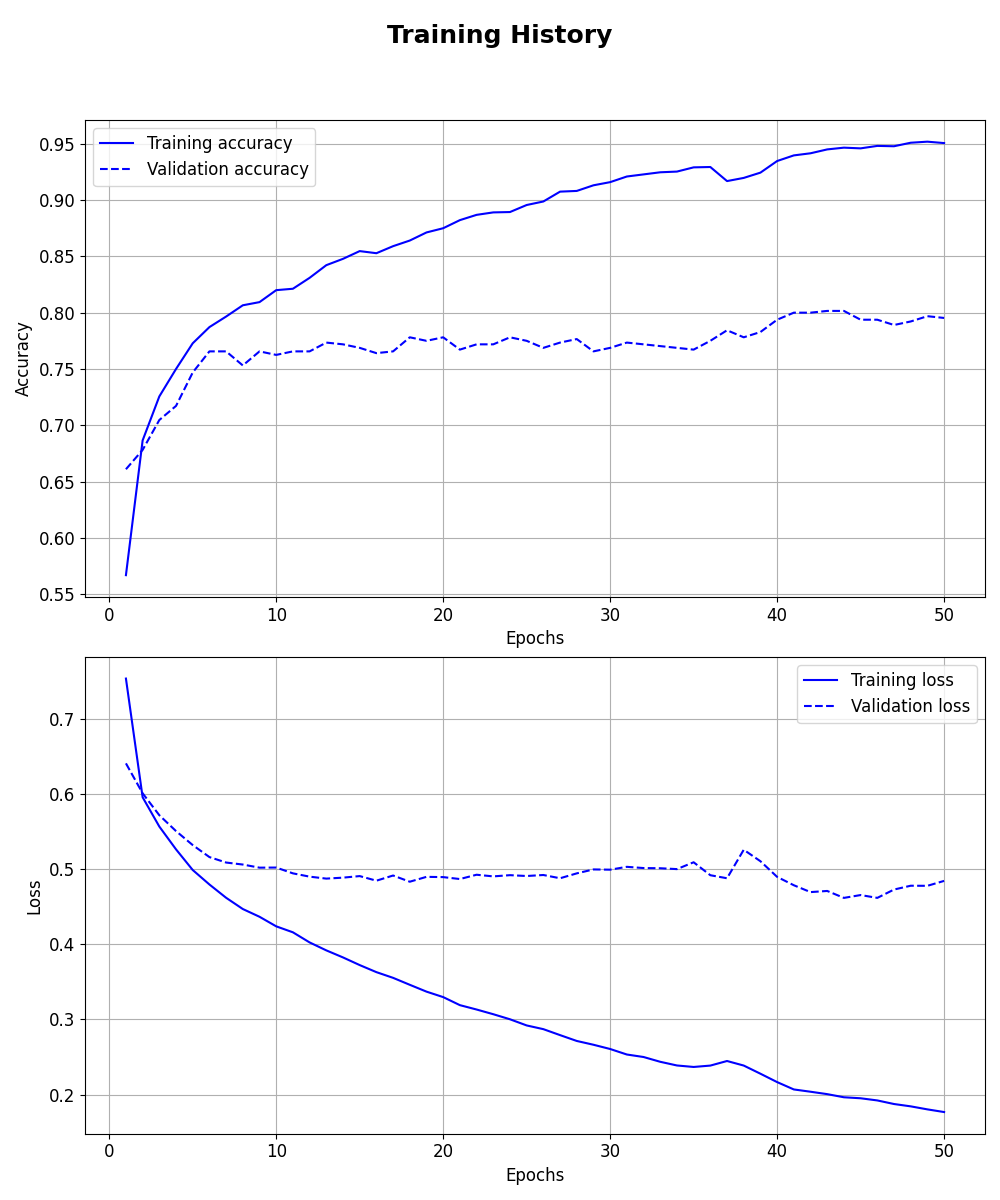 Training History
Training accuracy
Validation accuracy
0.95
0.90
0.85
0.80
0.75
0.70
0.65
0.60
0.55
Accuracy
0 10 20 30 40 50
Epochs
Training loss
Validation loss
0.7
0.6
0.5
0.4
0.3
0.2
Loss
0 10 20 30 40 50
Epochs